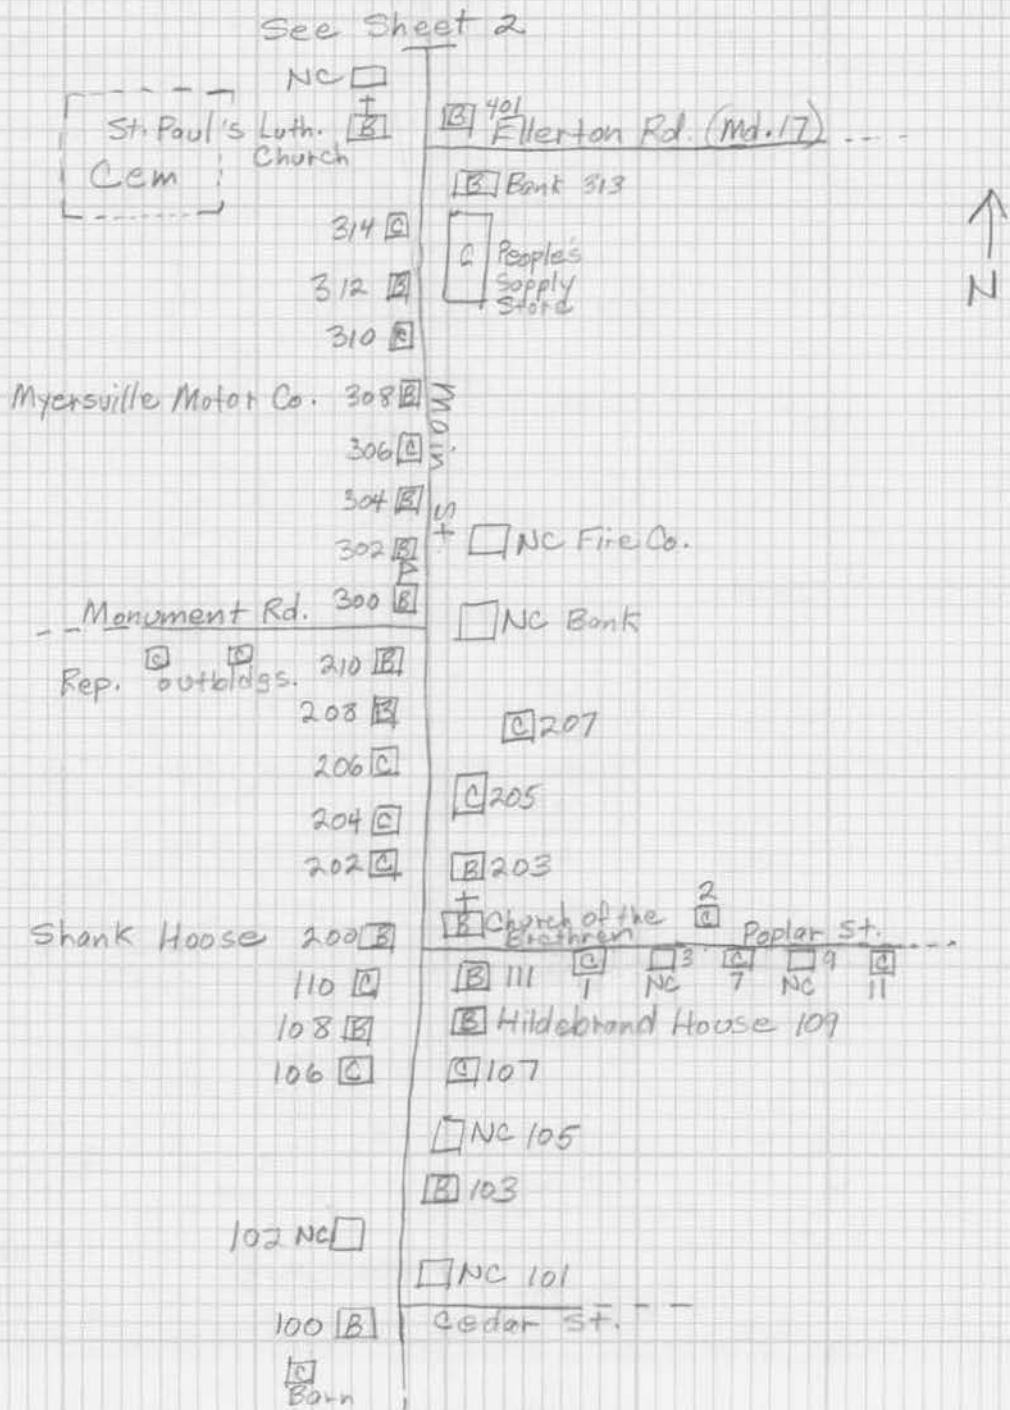 See Sheet 2
NC
St. Paul's Luth. B
Church
Cem
B 401
Ellerton Rd. (Md. 17)
B Bank 313
314 C
C People's
Supply
Store
312 B
310 C
N
Myersville Motor Co. 308 B
Main St.
306 C
304 B
302 B
NC Fire Co.
300 B
Monument Rd.
NC Bank
C C 210 B
Rep. outbldgs.
208 B
C 207
206 C
C 205
204 C
202 C
B 203
2
C
B Church of the
Brethren
Poplar St.
Shank House 200 B
110 C
B 111
C 3 C 9 C
1 NC 7 NC 11
108 B
B Hildebrand House 109
106 C
C 107
NC 105
B 103
102 NC
NC 101
100 B
Cedar St.
C
Barn